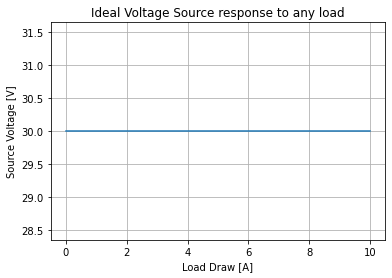 Ideal Voltage Source response to any load
31.5
31.0
30.5
30.0
29.5
29.0
28.5
Source Voltage [V]
0 2 4 6 8 10
Load Draw [A]